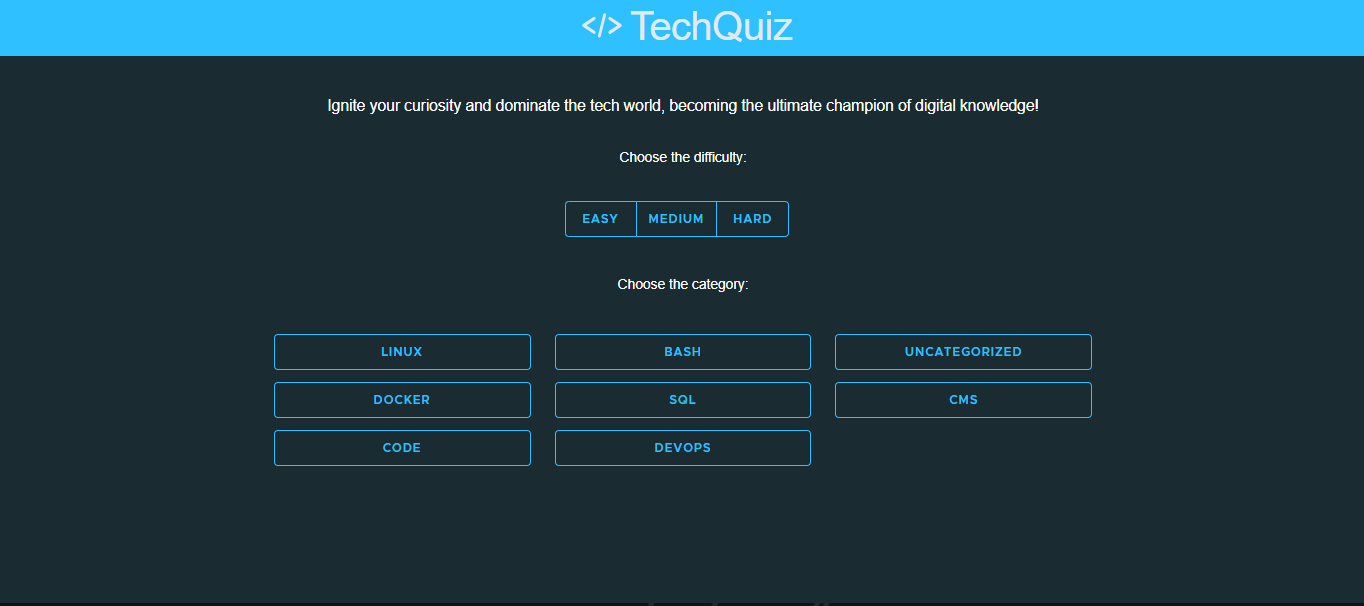 </> TechQuiz
Ignite your curiosity and dominate the tech world, becoming the ultimate champion of digital knowledge!
Choose the difficulty:
EASY MEDIUM HARD
Choose the category:
LINUX BASH UNCATEGORIZED
DOCKER SQL CMS
CODE DEVOPS